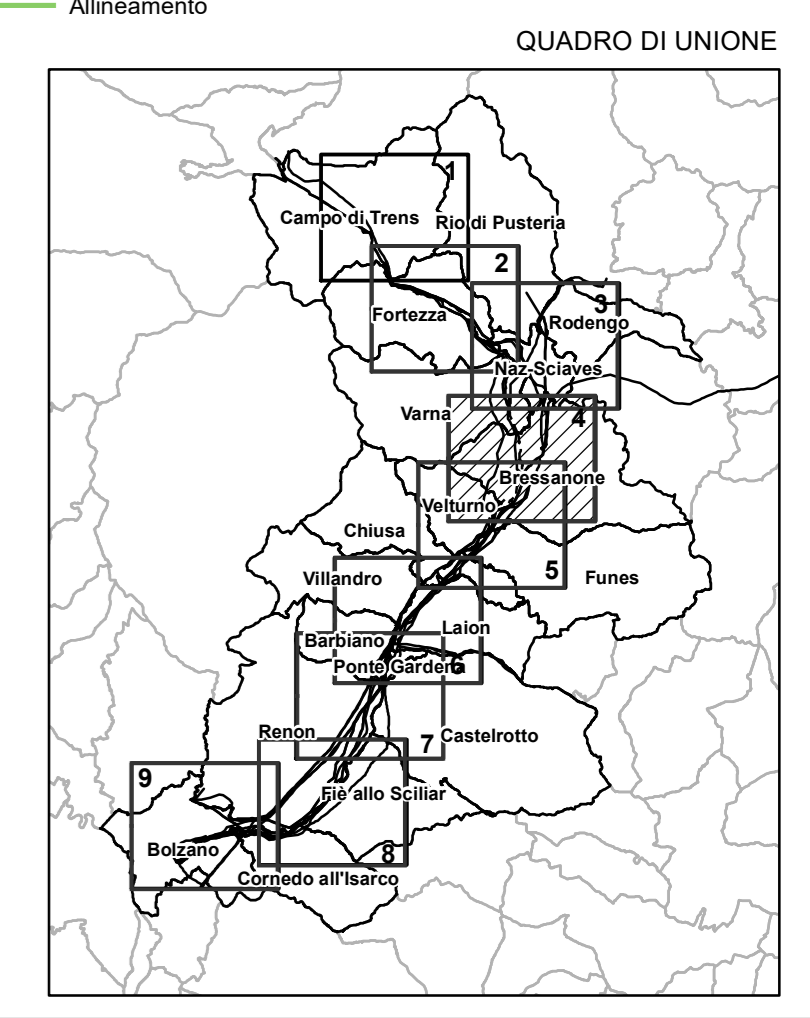 Allineamento
QUADRO DI UNIONE
1
Campo di Trens
Rio di Pusteria
2
3
Fortezza
Rodengo
Naz-Sciaves
Varna
4
Bressanone
Velturno
Chiusa
5
Villandro
Funes
Laion
Barbiano
Ponte Gardena
6
Renon
7
Castelrotto
9
Fiè allo Sciliar
Bolzano
8
Cornedo all'Isarco